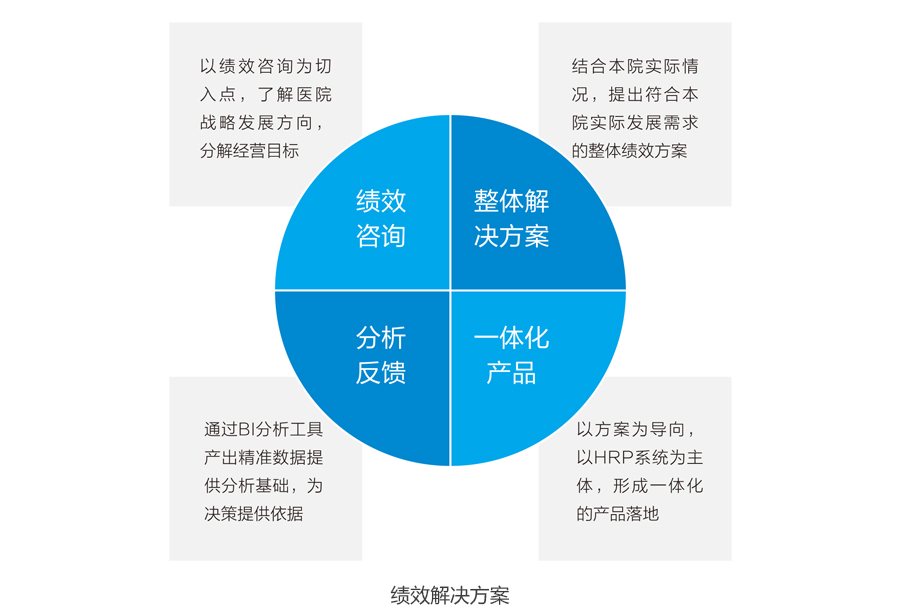 以绩效咨询为切
入点，了解医院
战略发展方向，
分解经营目标
结合本院实际情
况，提出符合本
院实际发展需求
的整体绩效方案
绩效
咨询
整体解
决方案
分析
反馈
一体化
产品
通过BI分析工具
产出精准数据提
供分析基础，为
决策提供依据
以方案为导向，
以HRP系统为主
体，形成一体化
的产品落地
绩效解决方案